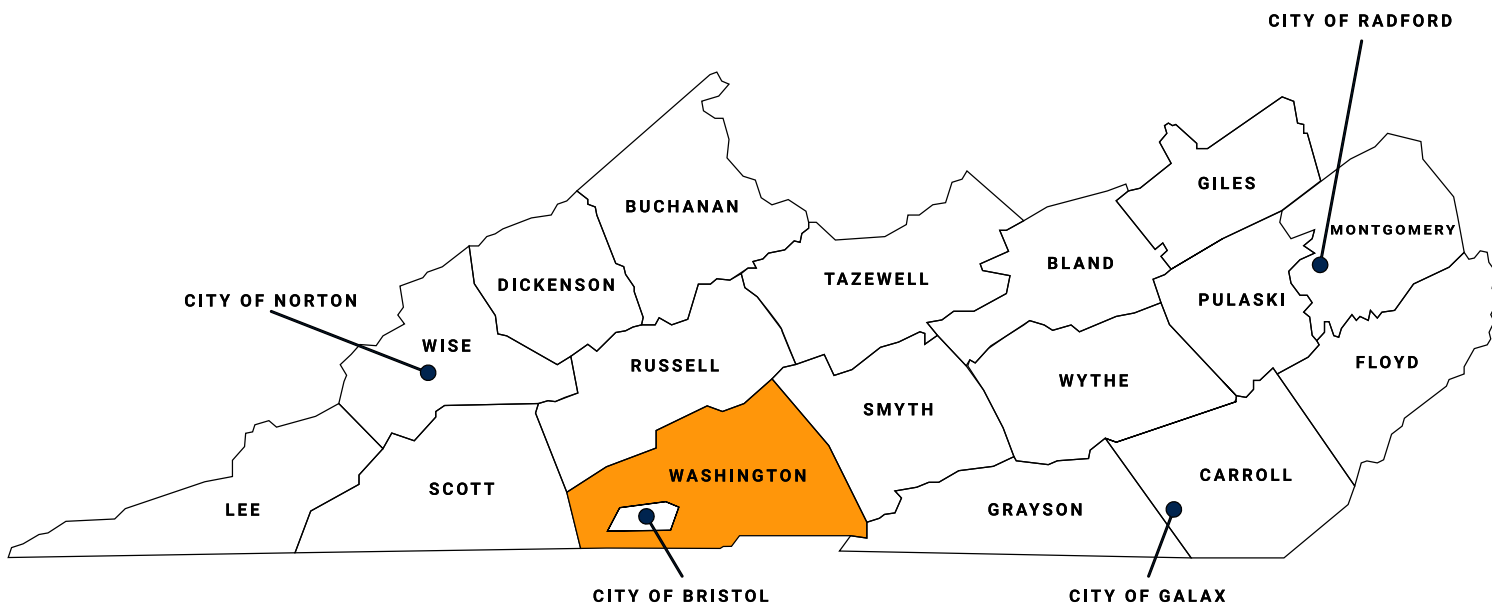 CITY OF RADFORD
GILES
BUCHANAN
MONTGOMERY
BLAND
TAZEWELL
DICKENSON
CITY OF NORTON
PULASKI
WISE
RUSSELL
FLOYD
WYTHE
SMYTH
WASHINGTON
CARROLL
SCOTT
LEE
GRAYSON
CITY OF BRISTOL
CITY OF GALAX